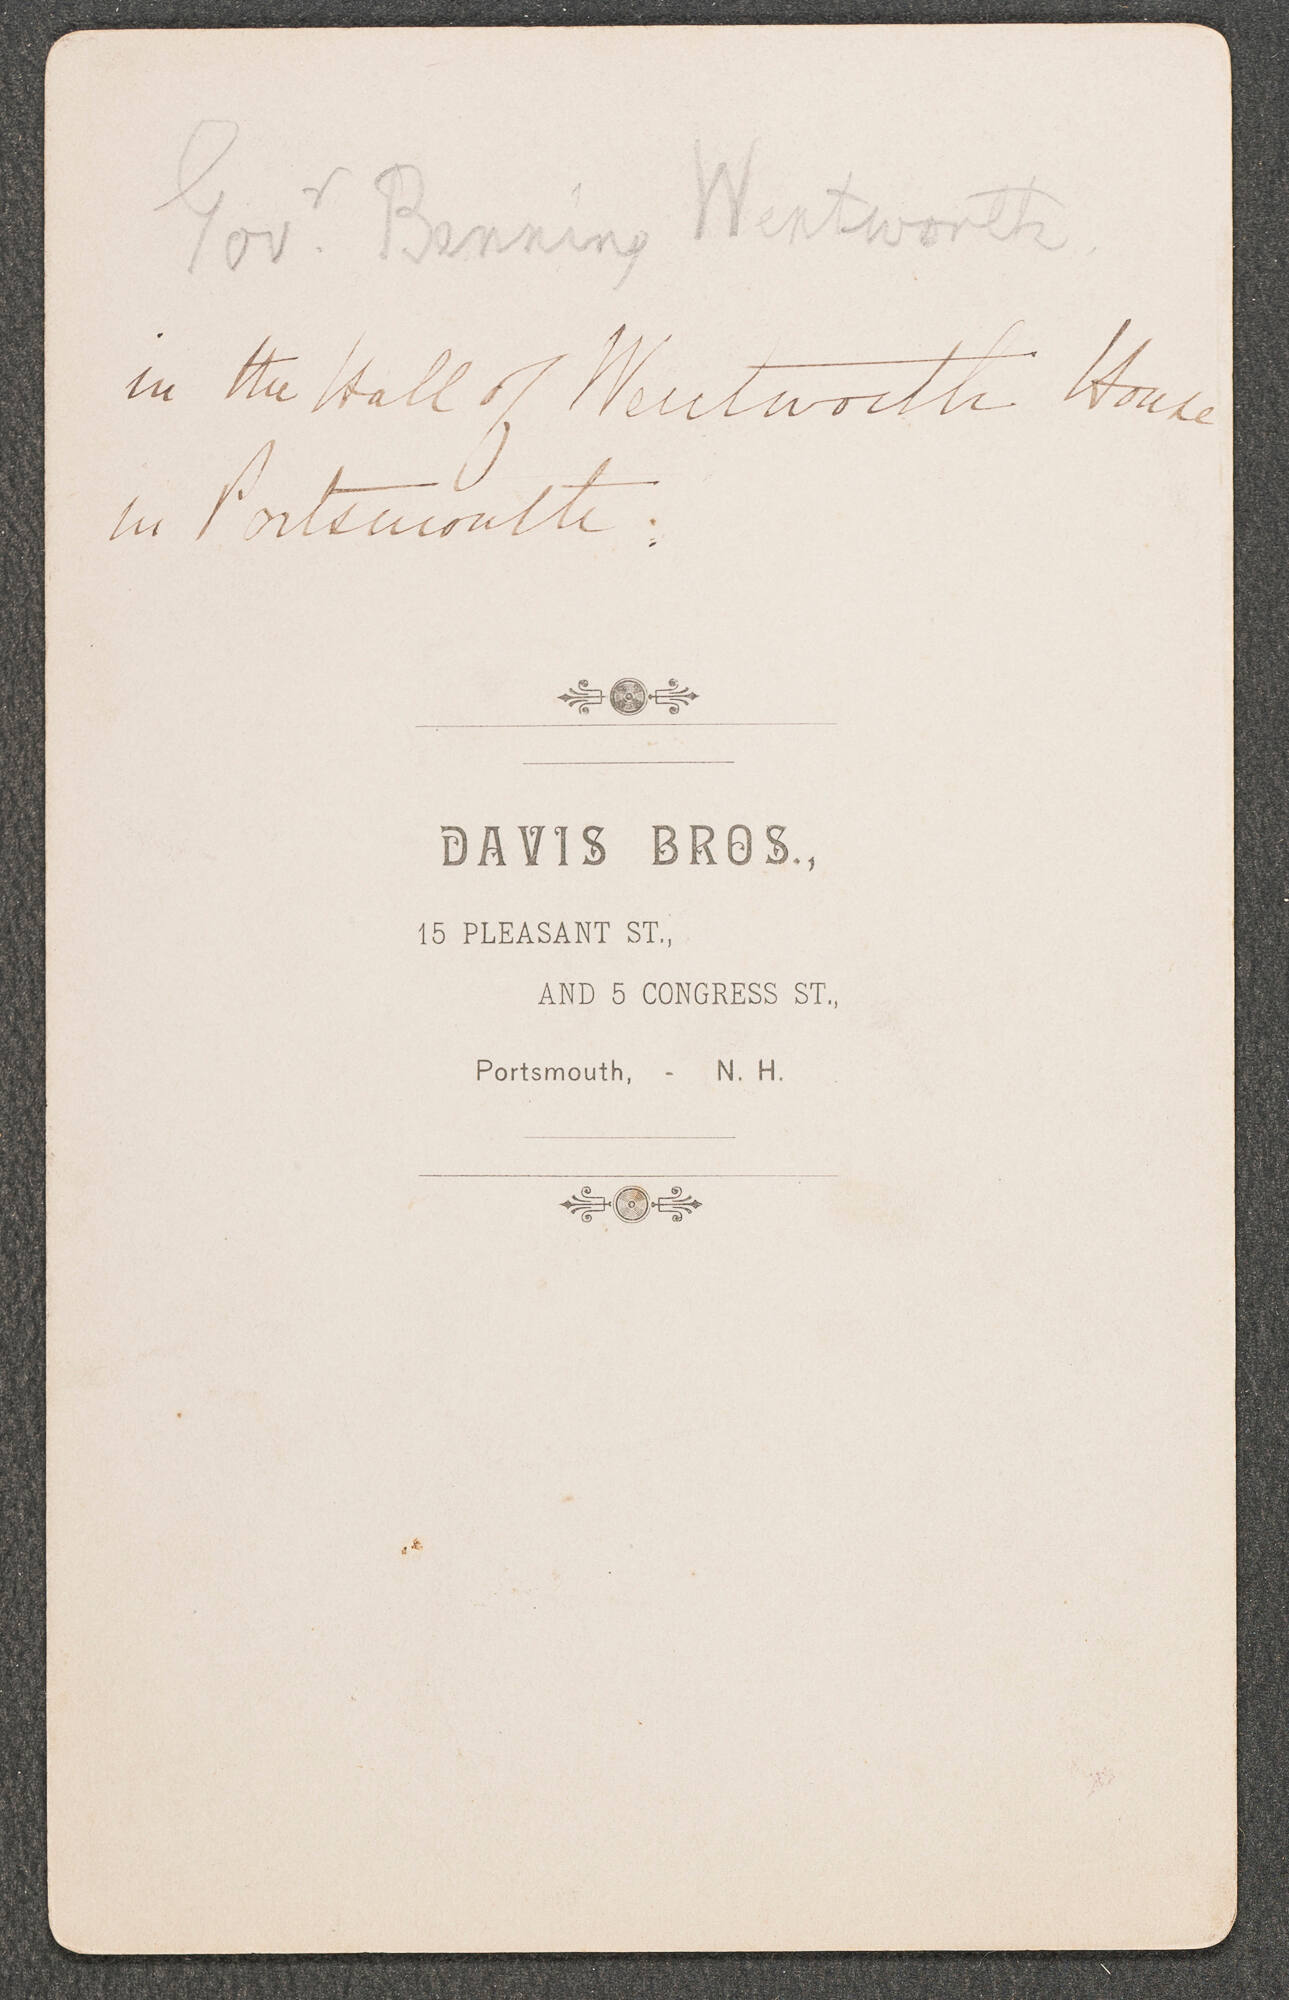 Govʳ. Benning Wentworth.
in the Hall of Wentworth House
in Portsmouth.
DAVIS BROS.,
15 PLEASANT ST.,
AND 5 CONGRESS ST.,
Portsmouth, - N. H.